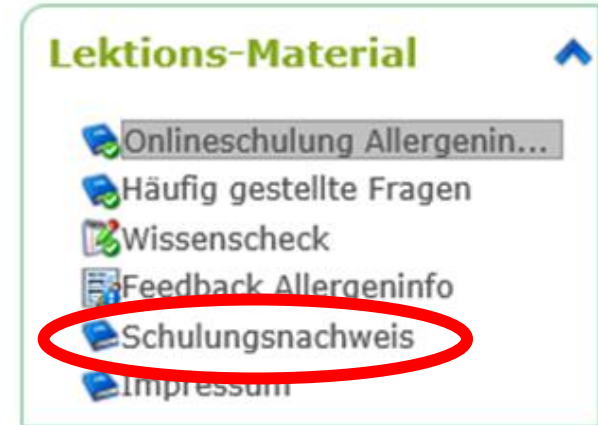 Lektions-Material
Onlineschulung Allergenin...
Häufig gestellte Fragen
Wissenscheck
Feedback Allergeninfo
Schulungsnachweis
Impressum